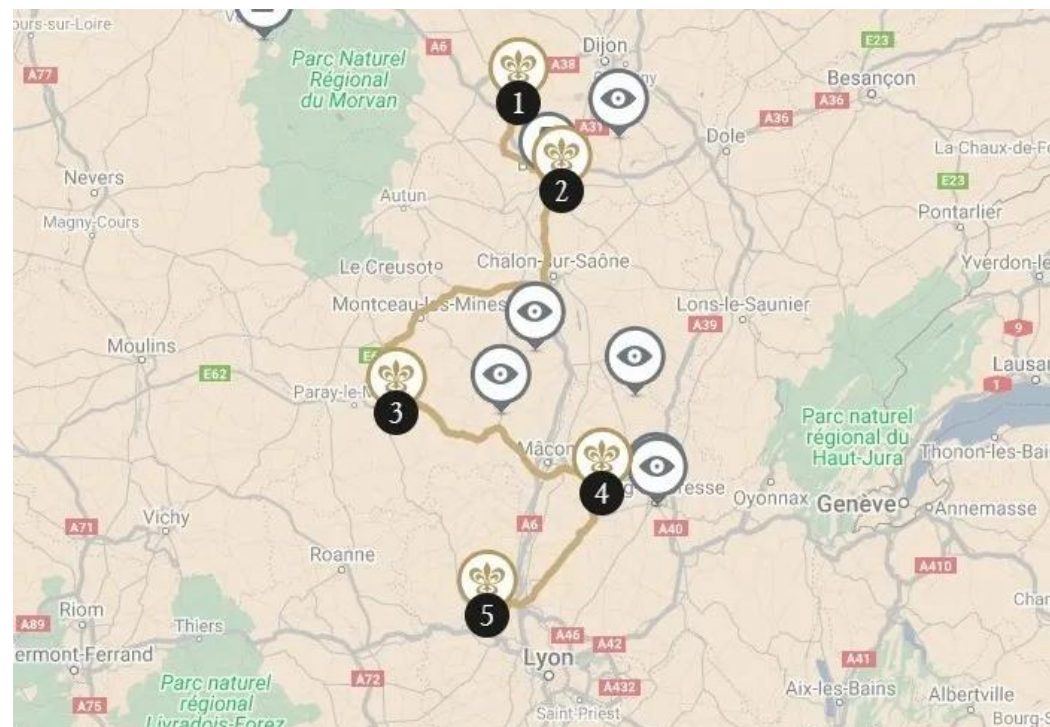 ours-sur-Loire
A6
Dijon
E23
A77
Parc Naturel
Régional
du Morvan
A38
Besançon
1
A31
A36
A36
Dole
La Chaux-de-F
Nevers
E23
Autun
2
Magny-Cours
Pontarlier
Le Creusot
Chalon-sur-Saône
Yverdon-le
Montceau-les-Mines
Lons-le-Saunier
A39
9
Moulins
E62
Lausa
1
Paray-le-M
3
Parc naturel
régional du
Haut-Jura
Mâcon
Thonon-les-Bai
4
esse
Oyonnax
Genève
Annemasse
A71
Vichy
A6
A40
Roanne
A410
5
Riom
Char
A89
Thiers
A46
A42
ermont-Ferrand
Lyon
A72
A41
Parc naturel
régional
Livradois-Forez
A75
A432
Aix-les-Bains
Albertville
Saint-Priest
Bourg-S